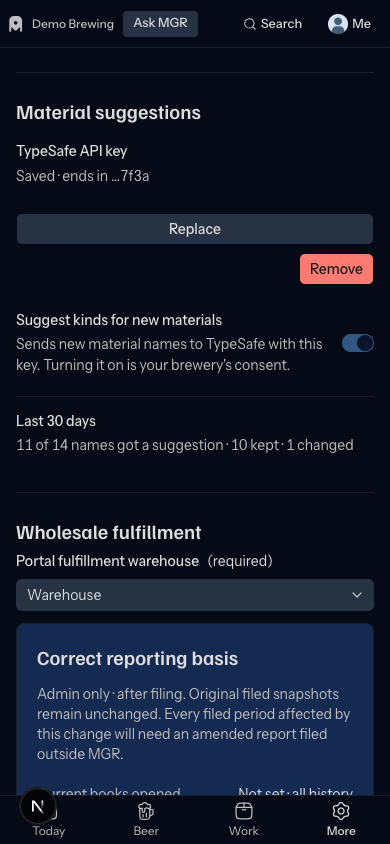 Demo Brewing
Ask MGR
Search
Me
Material suggestions
TypeSafe API key
Saved · ends in …7f3a
Replace
Remove
Suggest kinds for new materials
Sends new material names to TypeSafe with this
key. Turning it on is your brewery's consent.
Last 30 days
11 of 14 names got a suggestion · 10 kept · 1 changed
Wholesale fulfillment
Portal fulfillment warehouse (required)
Warehouse
Correct reporting basis
Admin only · after filing. Original filed snapshots
remain unchanged. Every filed period affected by
this change will need an amended report filed
outside MGR.
books opened
Not set · all history
N
Today
Beer
Work
More